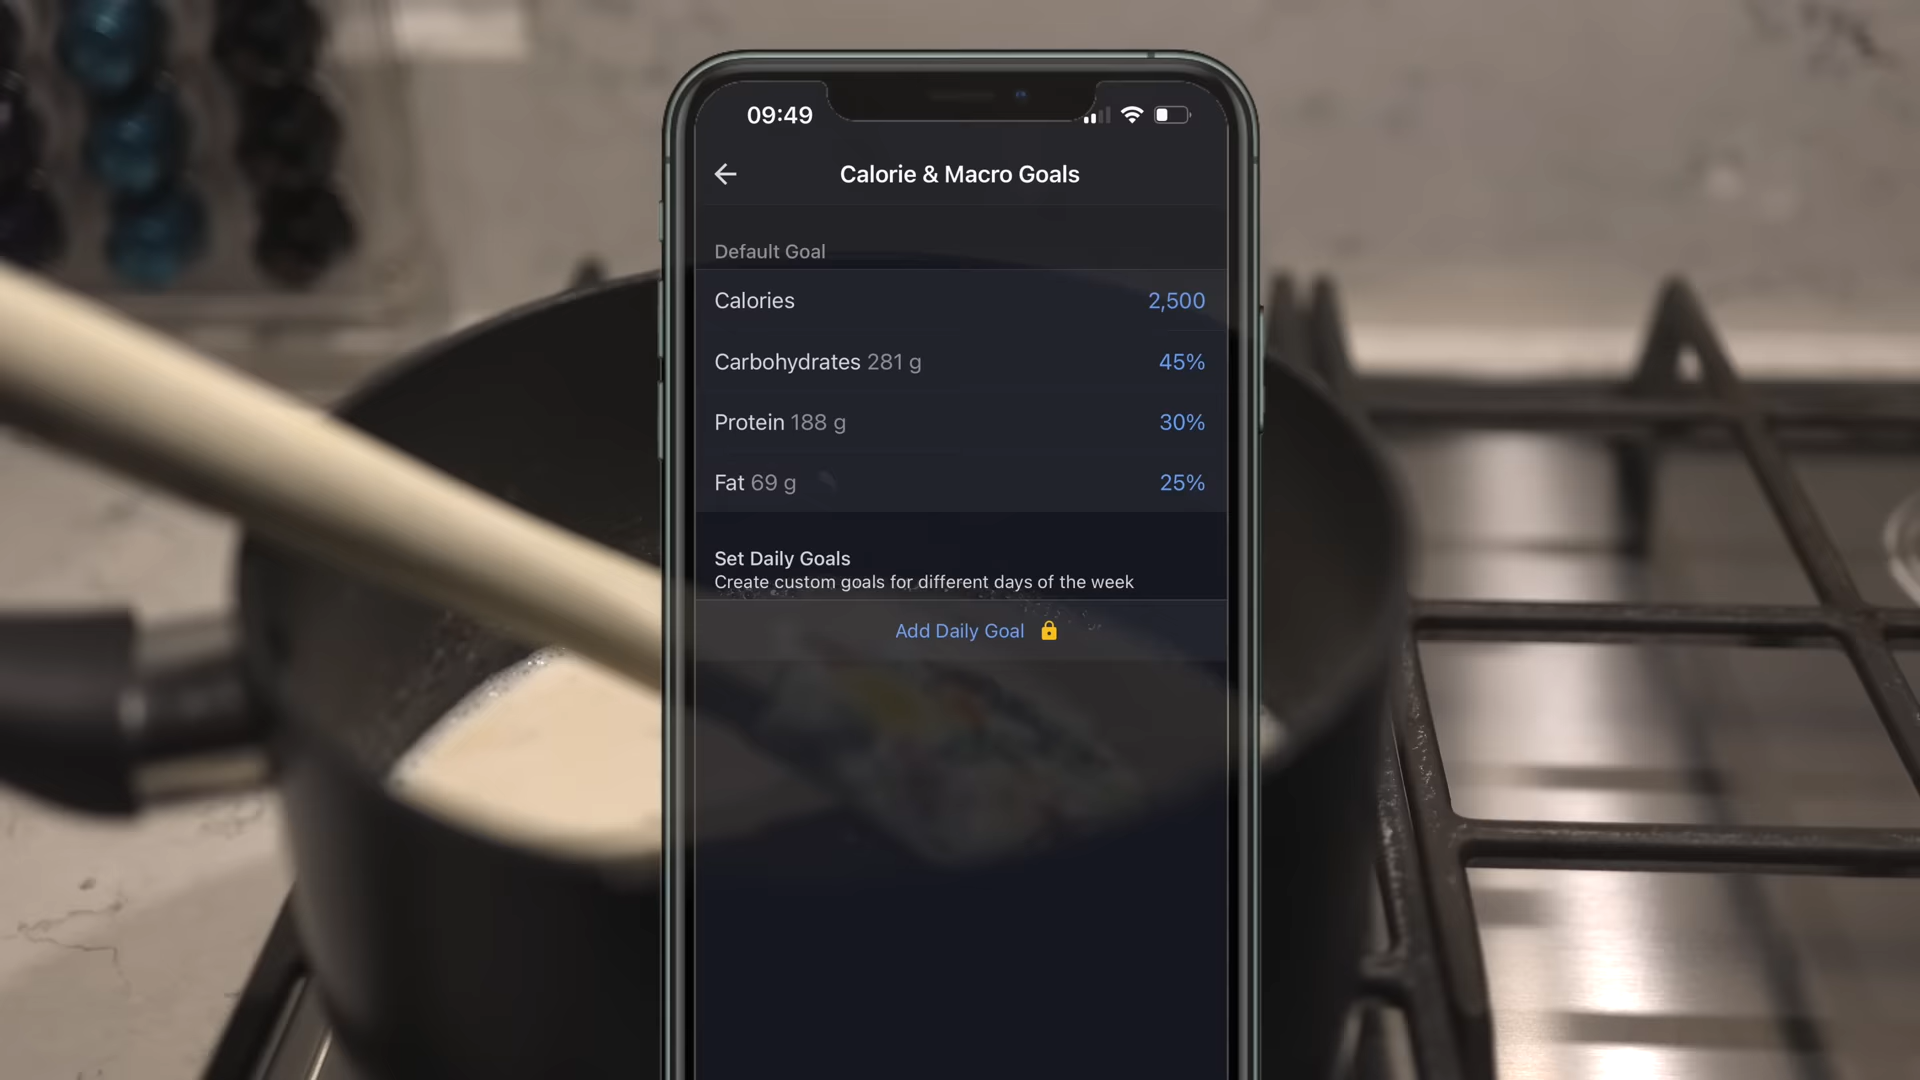 09:49
Calorie & Macro Goals
Default Goal
Calories 2,500
Carbohydrates 281 g 45%
Protein 188 g 30%
Fat 69 g 25%
Set Daily Goals
Create custom goals for different days of the week
Add Daily Goal